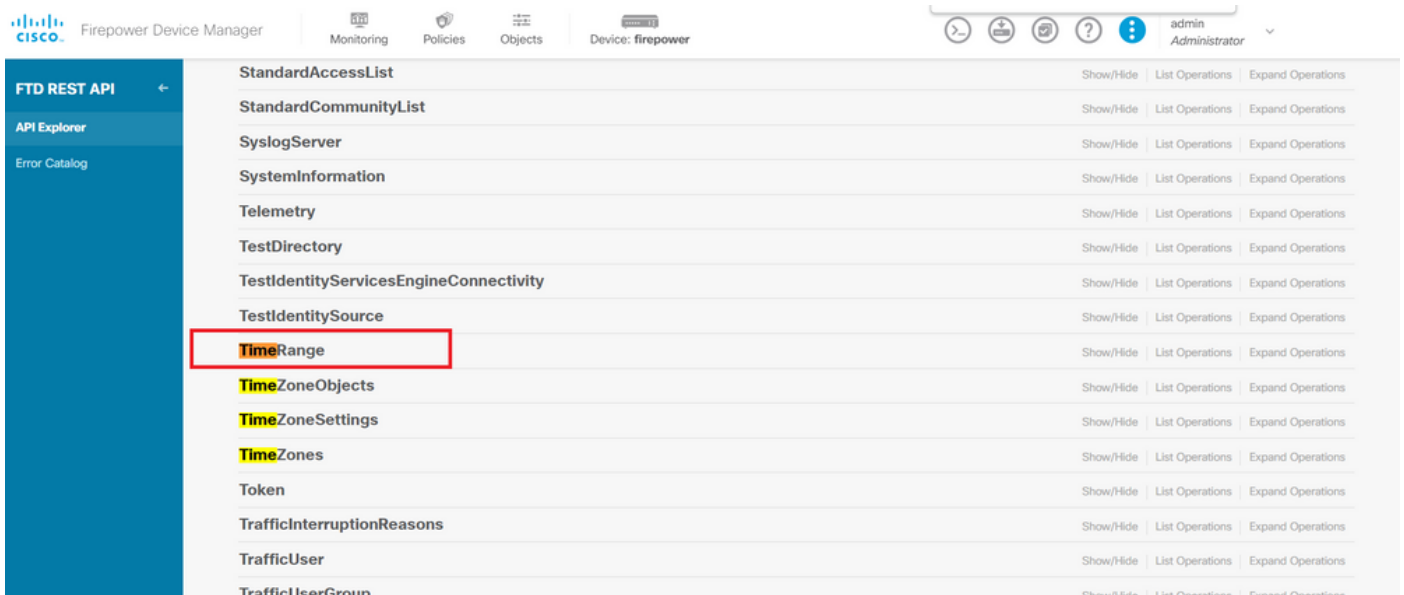 CISCO Firepower Device Manager Monitoring Policies Objects Device: firepower admin
Administrator
FTD REST API
API Explorer
Error Catalog
StandardAccessList Show/Hide List Operations Expand Operations
StandardCommunityList Show/Hide List Operations Expand Operations
SyslogServer Show/Hide List Operations Expand Operations
SystemInformation Show/Hide List Operations Expand Operations
Telemetry Show/Hide List Operations Expand Operations
TestDirectory Show/Hide List Operations Expand Operations
TestIdentityServicesEngineConnectivity Show/Hide List Operations Expand Operations
TestIdentitySource Show/Hide List Operations Expand Operations
TimeRange Show/Hide List Operations Expand Operations
TimeZoneObjects Show/Hide List Operations Expand Operations
TimeZoneSettings Show/Hide List Operations Expand Operations
TimeZones Show/Hide List Operations Expand Operations
Token Show/Hide List Operations Expand Operations
TrafficInterruptionReasons Show/Hide List Operations Expand Operations
TrafficUser Show/Hide List Operations Expand Operations
TrafficUserGroup Show/Hide List Operations Expand Operations